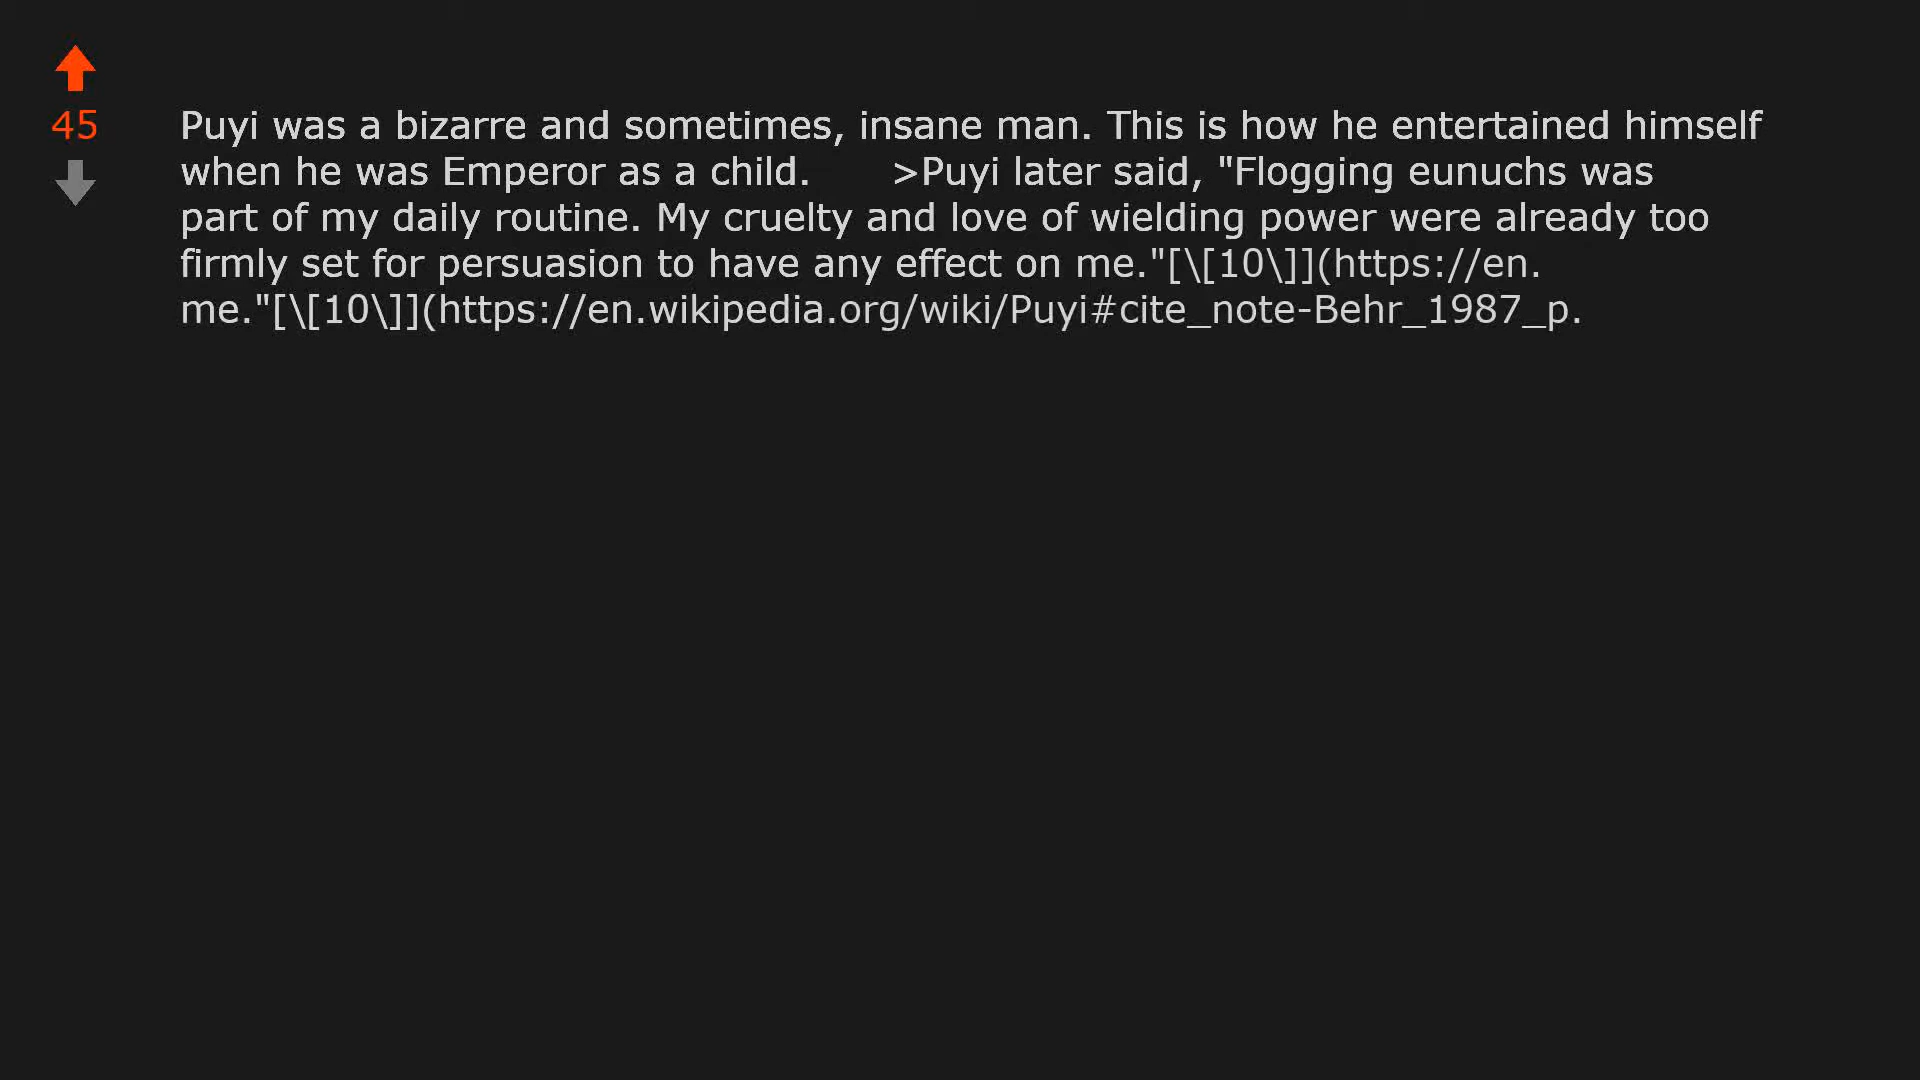 45
Puyi was a bizarre and sometimes, insane man. This is how he entertained himself
when he was Emperor as a child.      >Puyi later said, "Flogging eunuchs was
part of my daily routine. My cruelty and love of wielding power were already too
firmly set for persuasion to have any effect on me."[\[10\]](https://en.
me."[\[10\]](https://en.wikipedia.org/wiki/Puyi#cite_note-Behr_1987_p.